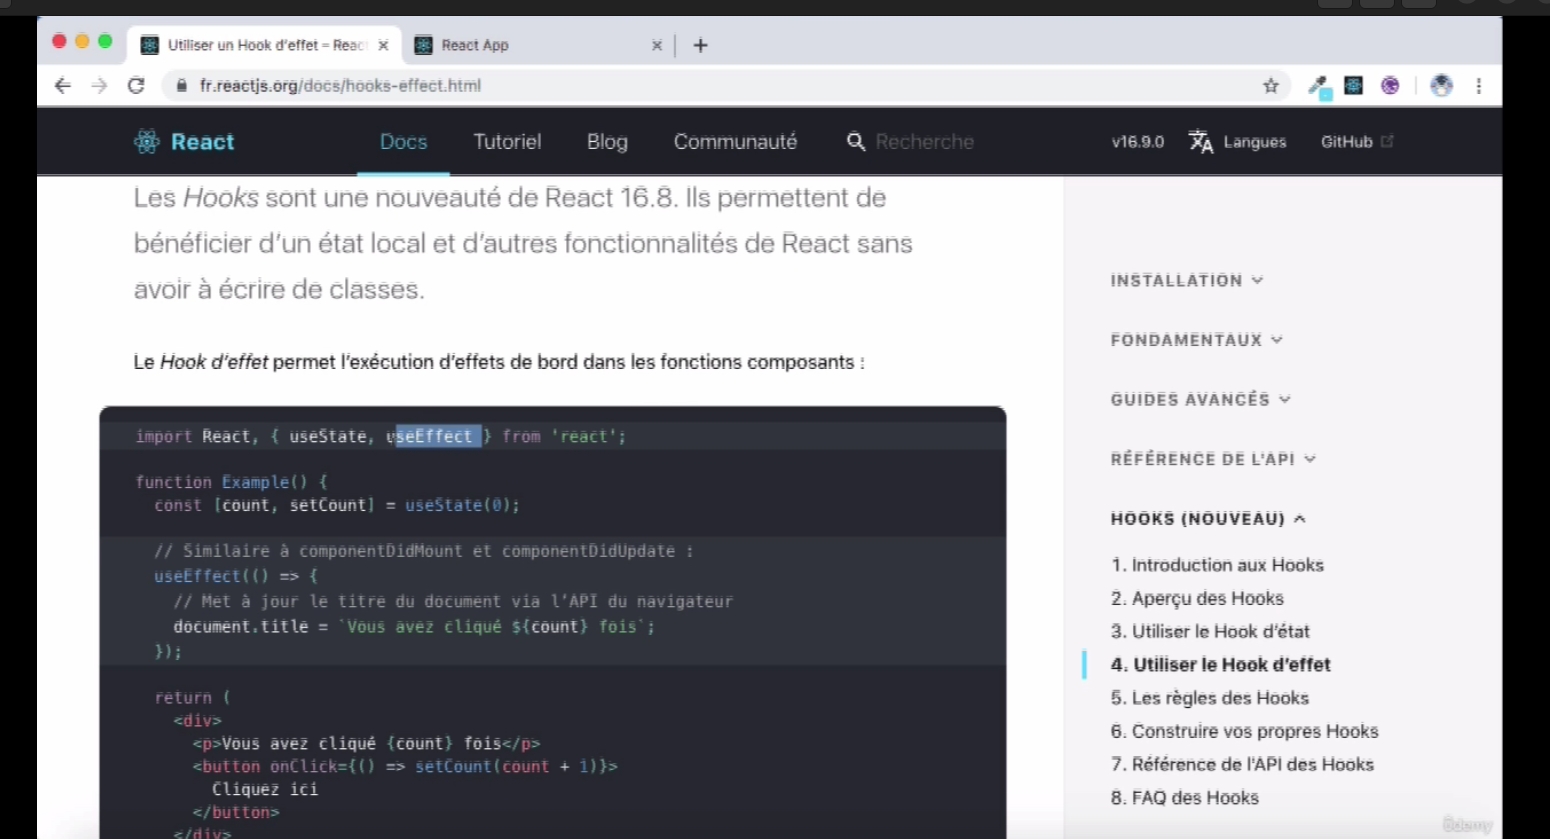 Utiliser un Hook d'effet – Reac
React App
fr.reactjs.org/docs/hooks-effect.html
React
Docs
Tutoriel
Blog
Communauté
Recherche
v16.9.0
Langues
GitHub
Les Hooks sont une nouveauté de React 16.8. Ils permettent de
bénéficier d'un état local et d'autres fonctionnalités de React sans
avoir à écrire de classes.
Le Hook d'effet permet l'exécution d'effets de bord dans les fonctions composants :
import React, { useState, useEffect } from 'react';
function Example() {
const [count, setCount] = useState(0);
// Similaire à componentDidMount et componentDidUpdate :
useEffect(() => {
// Met à jour le titre du document via l'API du navigateur
document.title = `Vous avez cliqué ${count} fois`;
});
return (
<div>
<p>Vous avez cliqué {count} fois</p>
<button onClick={() => setCount(count + 1)}>
Cliquez ici
</button>
</div>
INSTALLATION
FONDAMENTAUX
GUIDES AVANCÉS
RÉFÉRENCE DE L'API
HOOKS (NOUVEAU)
1. Introduction aux Hooks
2. Aperçu des Hooks
3. Utiliser le Hook d'état
4. Utiliser le Hook d'effet
5. Les règles des Hooks
6. Construire vos propres Hooks
7. Référence de l'API des Hooks
8. FAQ des Hooks
ûdemy